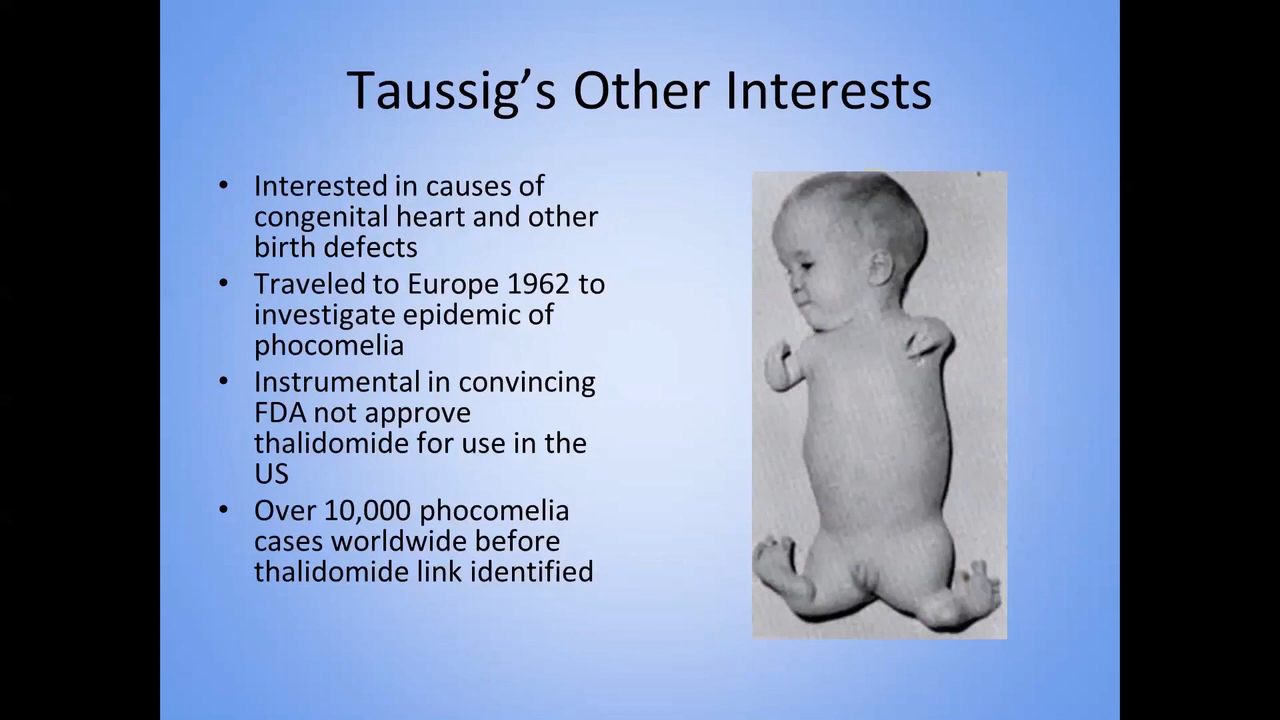 Taussig’s Other Interests
• Interested in causes of
congenital heart and other
birth defects
• Traveled to Europe 1962 to
investigate epidemic of
phocomelia
• Instrumental in convincing
FDA not approve
thalidomide for use in the
US
• Over 10,000 phocomelia
cases worldwide before
thalidomide link identified